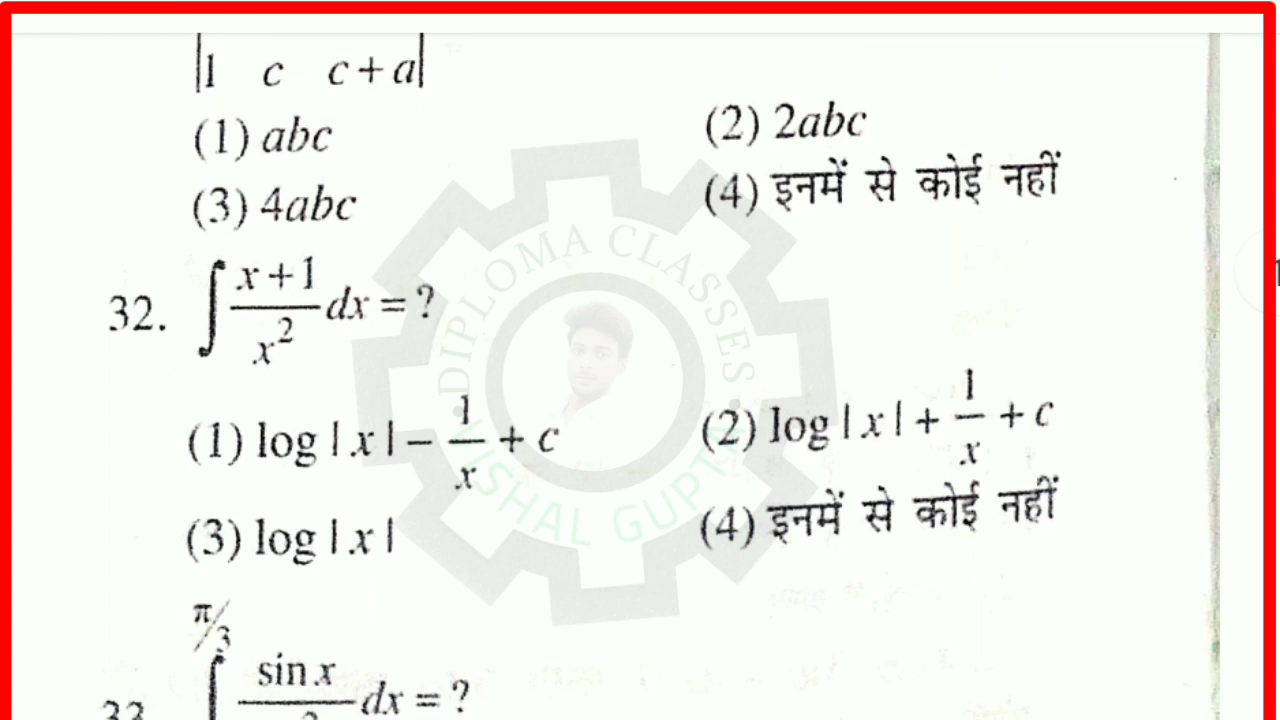 |1 c c+a|
(1) abc (2) 2abc
(3) 4abc (4) इनमें से कोई नहीं
32. ∫ (x+1)/x² dx = ?
(1) log |x| − 1/x + c (2) log |x| + 1/x + c
(3) log |x| (4) इनमें से कोई नहीं
π/3
∫ sin x dx = ?
DIPLOMA CLASSES
VISHAL GUPTA